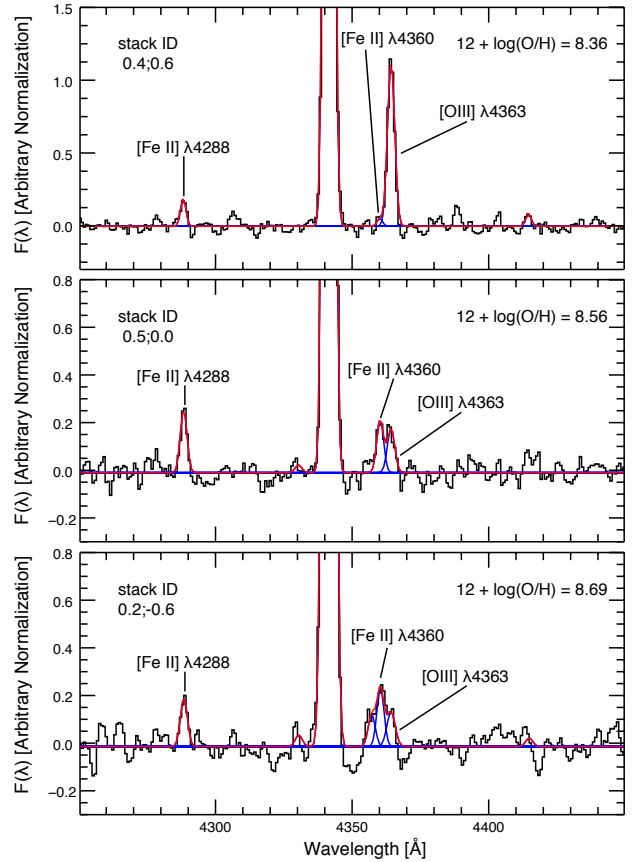 stack ID
0.4;0.6
[Fe II] λ4360
12 + log(O/H) = 8.36
[OIII] λ4363
[Fe II] λ4288
F(λ) [Arbitrary Normalization]
1.5
1.0
0.5
0.0
stack ID
0.5;0.0
12 + log(O/H) = 8.56
[Fe II] λ4288
[Fe II] λ4360
[OIII] λ4363
F(λ) [Arbitrary Normalization]
0.8
0.6
0.4
0.2
0.0
−0.2
stack ID
0.2;-0.6
12 + log(O/H) = 8.69
[Fe II] λ4288
[Fe II] λ4360
[OIII] λ4363
F(λ) [Arbitrary Normalization]
0.8
0.6
0.4
0.2
0.0
−0.2
4300 4350 4400
Wavelength [Å]